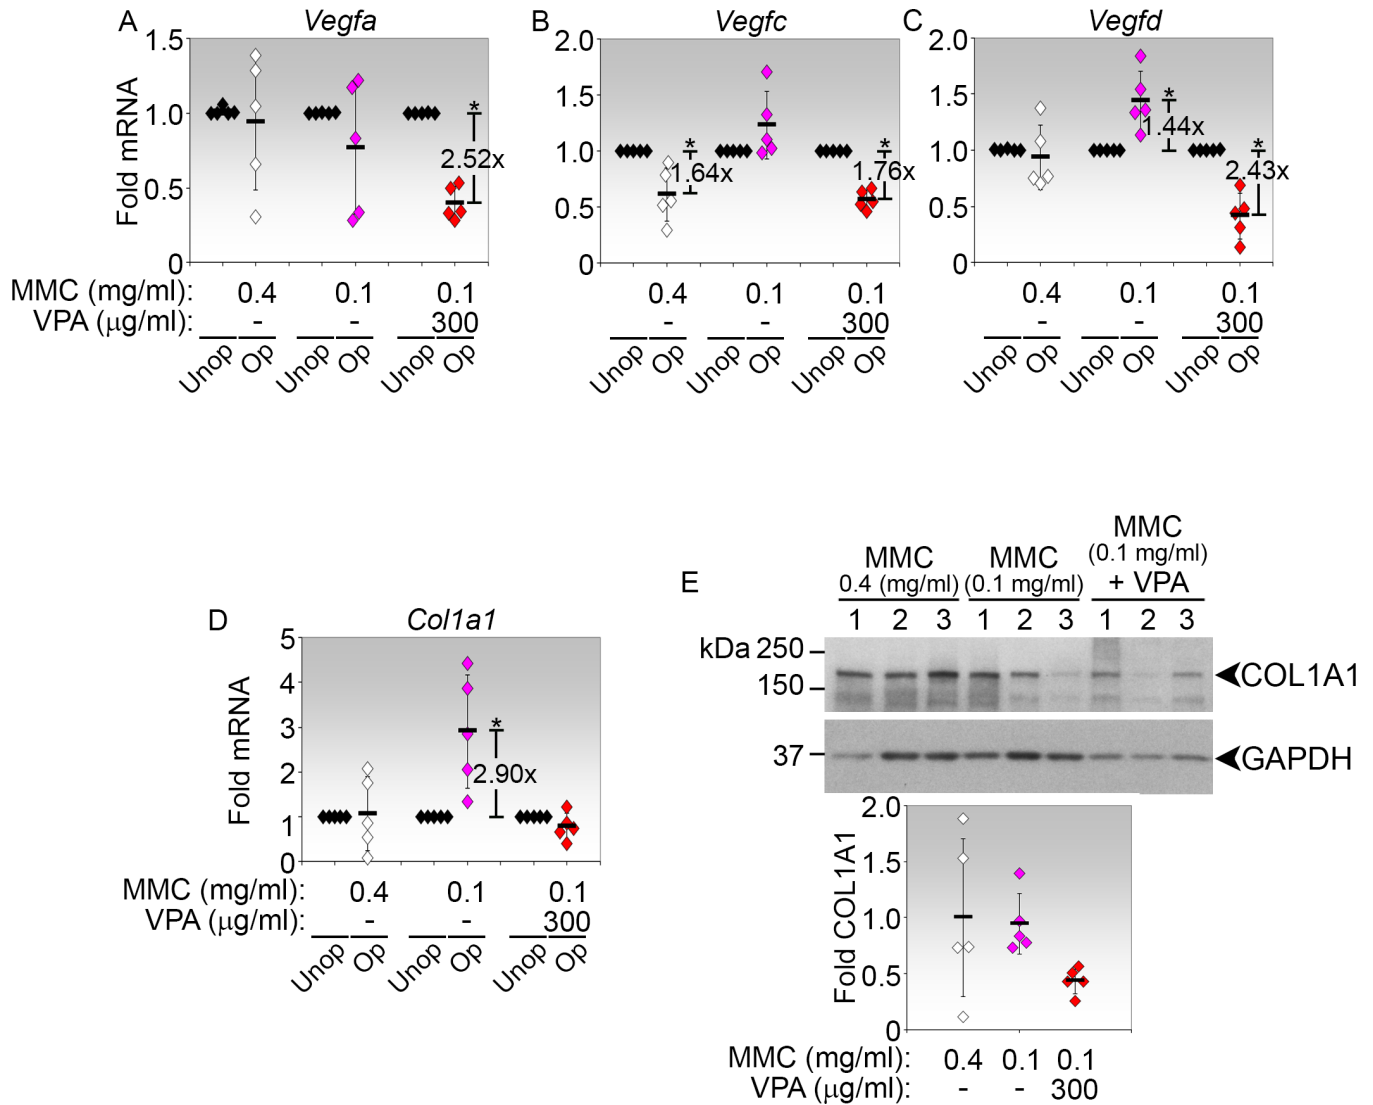 A
Vegfa
1.5
1.0
0.5
0
Fold mRNA
*
2.52x
B
Vegfc
2.0
1.5
1.0
0.5
0
*
1.64x
*
1.76x
C
Vegfd
2.0
1.5
1.0
0.5
0
*
1.44x
*
2.43x
MMC (mg/ml): 0.4 0.1 0.1 0.4 0.1 0.1 0.4 0.1 0.1
VPA (μg/ml): - - 300 - - 300 - - 300
Unop Op Unop Op Unop Op Unop Op Unop Op Unop Op Unop Op Unop Op Unop Op
D
Col1a1
5
4
3
2
1
0
Fold mRNA
*
2.90x
MMC (mg/ml): 0.4 0.1 0.1
VPA (μg/ml): - - 300
Unop Op Unop Op Unop Op
E
MMC
0.4 (mg/ml)
MMC
(0.1 mg/ml)
MMC
(0.1 mg/ml)
+ VPA
1 2 3 1 2 3 1 2 3
kDa 250
150
COL1A1
37
GAPDH
2.0
1.5
1.0
0.5
0
Fold COL1A1
MMC (mg/ml): 0.4 0.1 0.1
VPA (μg/ml): - - 300